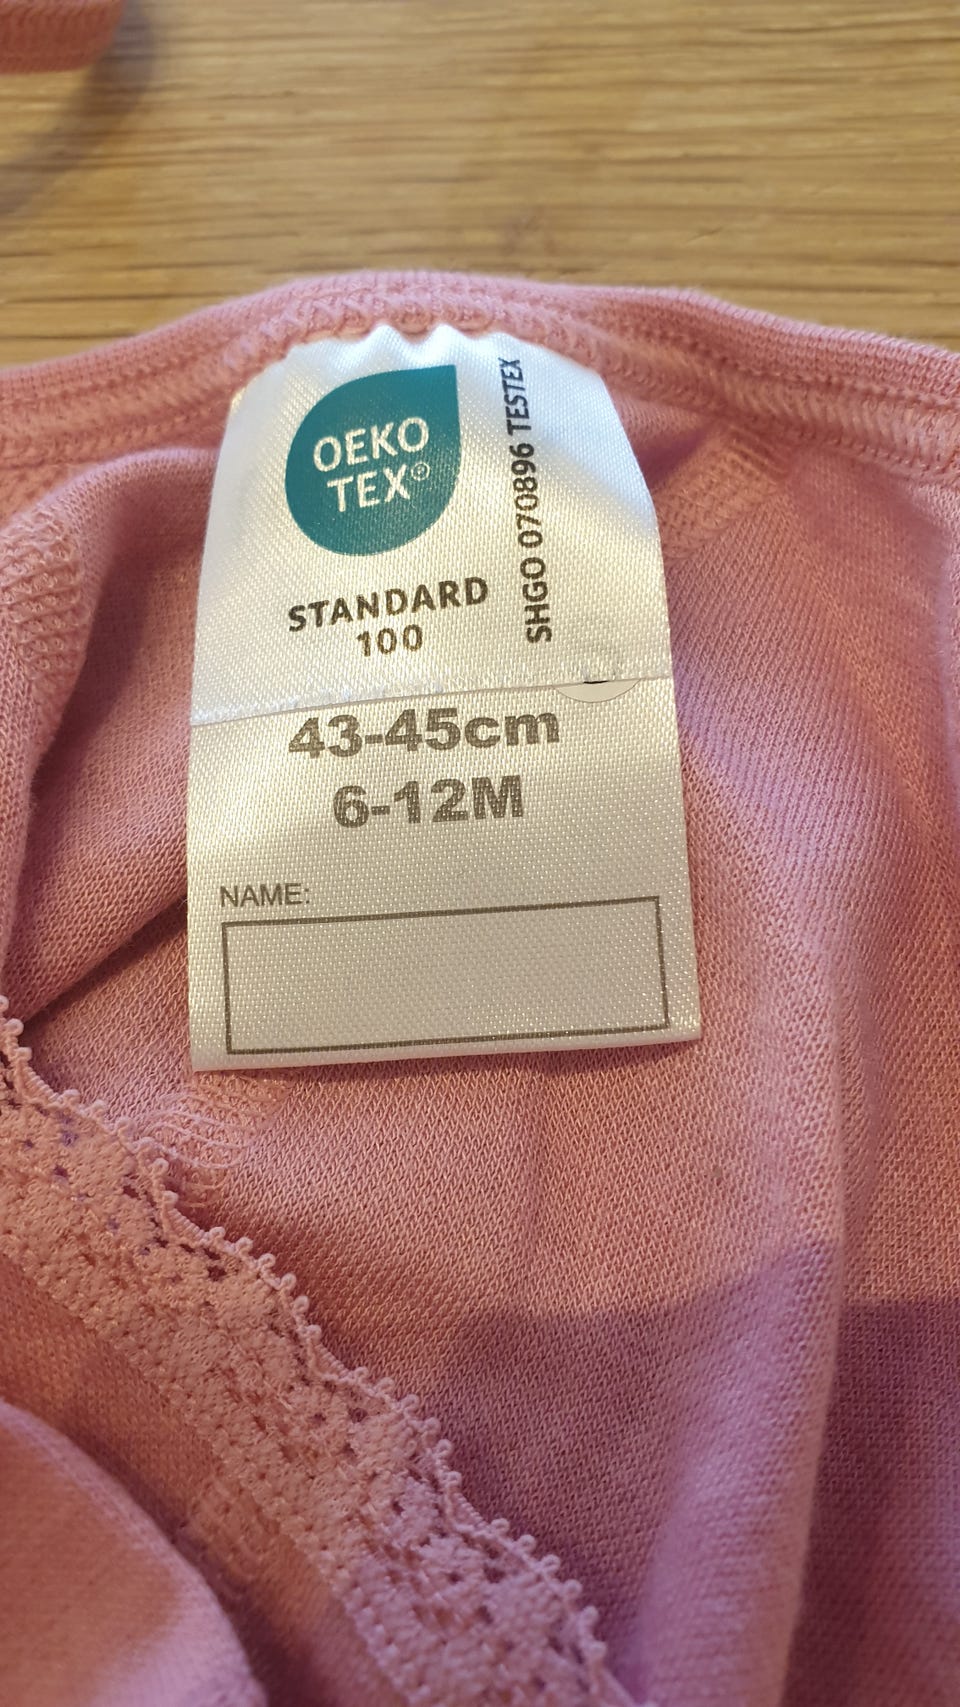 OEKO
TEX®
STANDARD
100
SHGO 070896 TESTEX
43-45cm
6-12M
NAME: